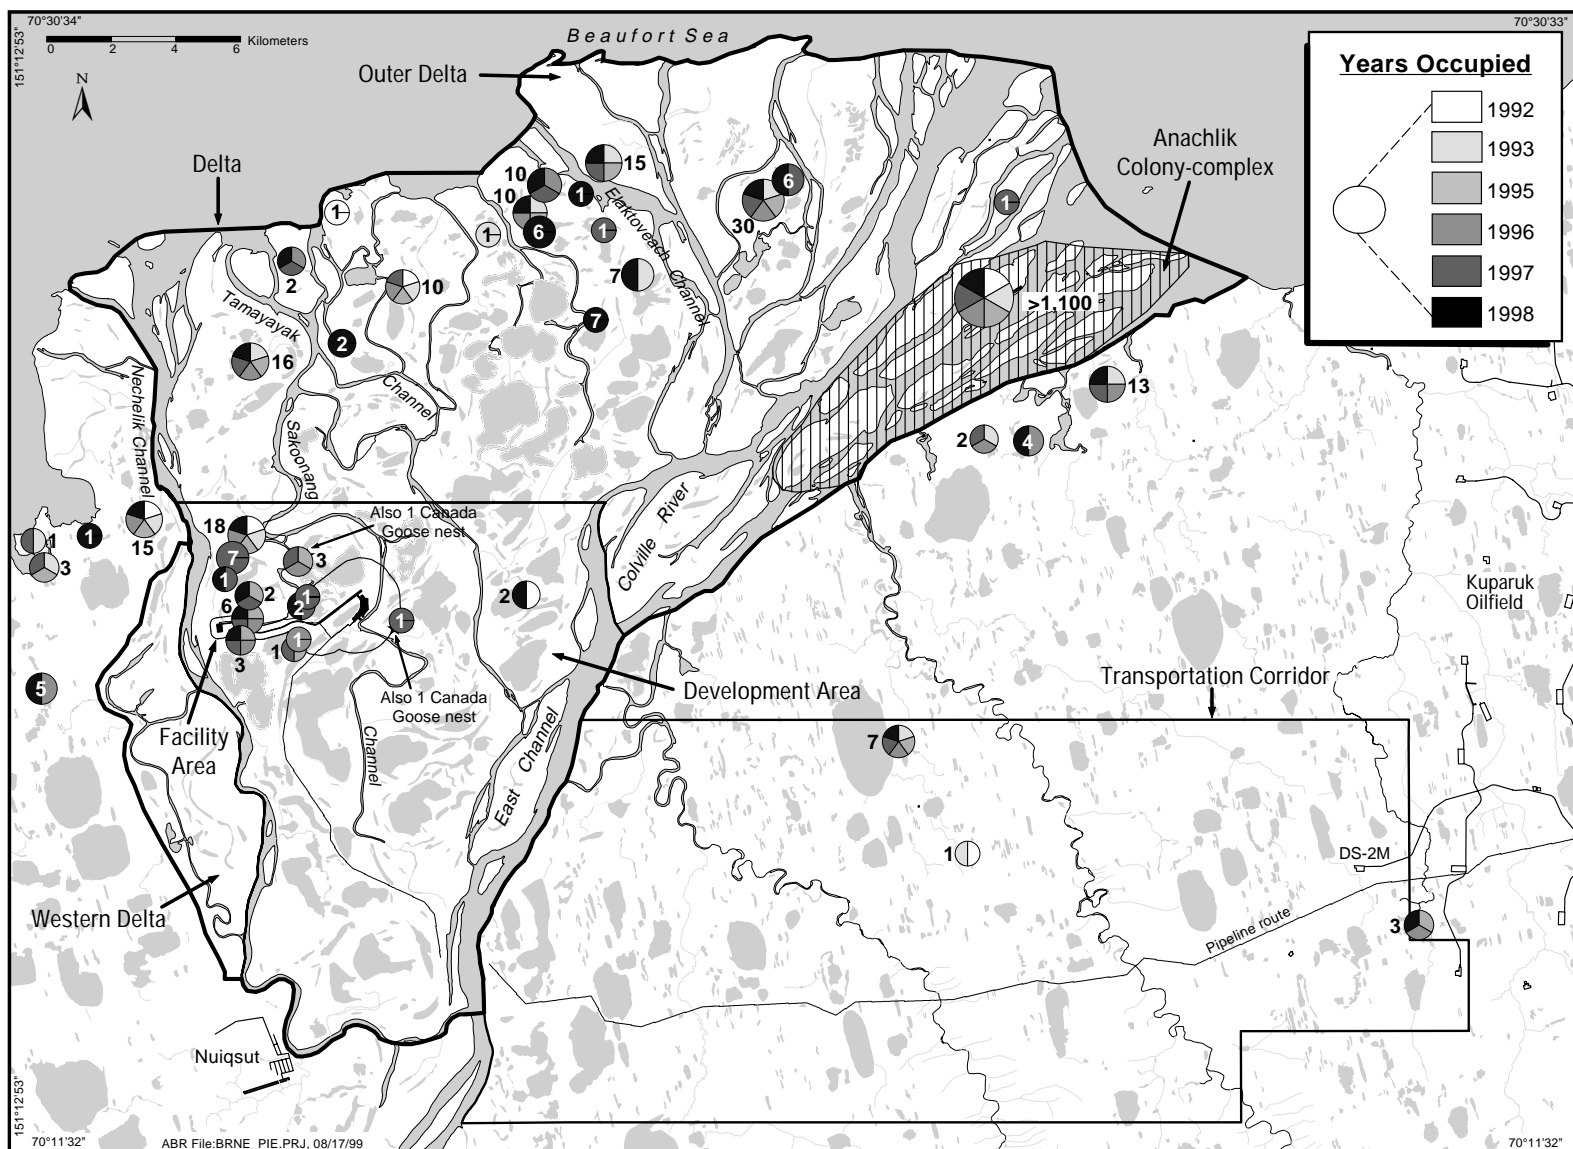 70°30'34"
70°30'33"
151°12'53"
0 2 4 6 Kilometers
N
Beaufort Sea
Outer Delta
Delta
Anachlik
Colony-complex
Years Occupied
1992
1993
1995
1996
1997
1998
15
10
1
6
10
30
1
1
6
1
1
2
7
10
>1,100
Elaktoveach Channel
Tamayayak
Channel
7
2
16
13
Nechelik Channel
Sakoonang
2
4
Colville River
Also 1 Canada
Goose nest
18
15
1
1
3
7
3
1
2
1
6
2
2
1
3
1
1
5
Kuparuk
Oilfield
Also 1 Canada
Goose nest
Development Area
Transportation Corridor
Facility
Area
Channel
East Channel
7
1
DS-2M
Western Delta
Pipeline route
3
Nuiqsut
151°12'53"
70°11'32"
ABR File:BRNE_PIE.PRJ, 08/17/99
70°11'32"